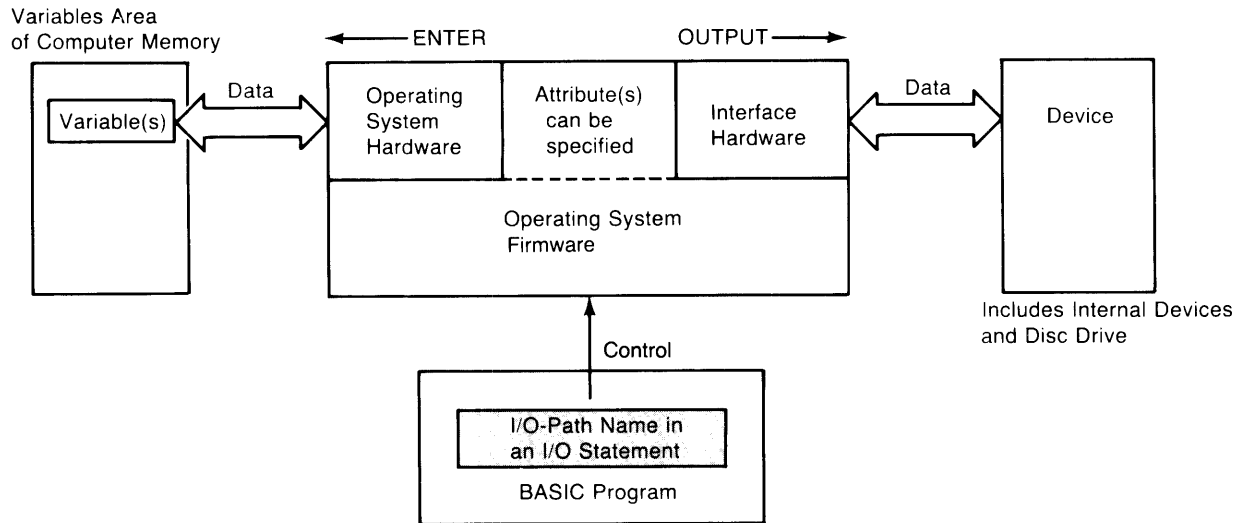 Variables Area
of Computer Memory
ENTER
OUTPUT
Variable(s)
Data
Operating
System
Hardware
Attribute(s)
can be
specified
Interface
Hardware
Data
Device
Operating System
Firmware
Includes Internal Devices
and Disc Drive
Control
I/O-Path Name in
an I/O Statement
BASIC Program